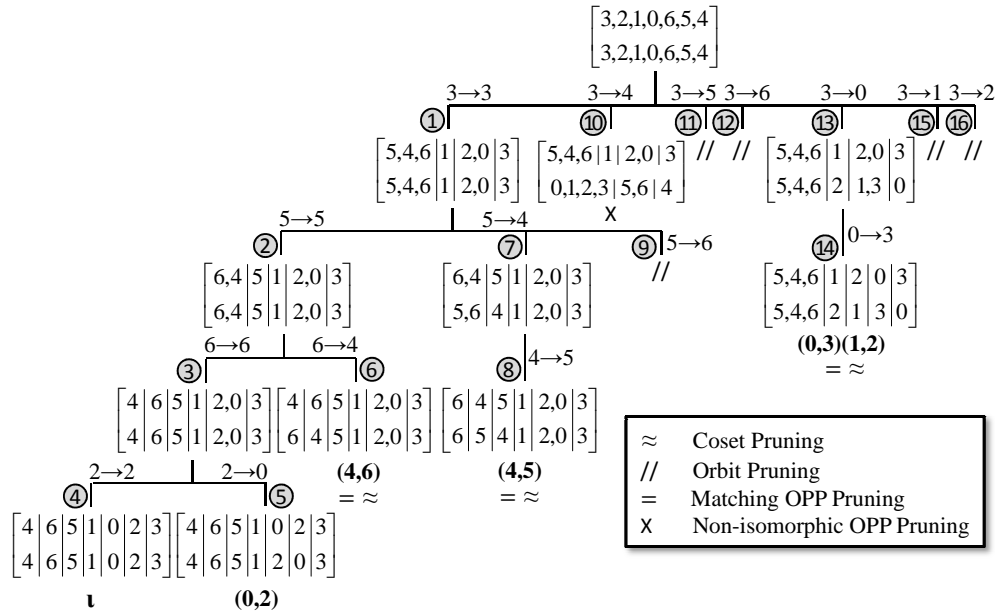 3,2,1,0,6,5,4
3,2,1,0,6,5,4
3→3 3→4 3→5 3→6 3→0 3→1 3→2
1 10 11 12 13 15 16
5,4,6|1|2,0|3 5,4,6|1|2,0|3 // // 5,4,6|1|2,0|3 // //
5,4,6|1|2,0|3 0,1,2,3|5,6|4 5,4,6|2|1,3|0
X
5→5 5→4 5→6 0→3
2 7 9 14
6,4|5|1|2,0|3 6,4|5|1|2,0|3 // 5,4,6|1|2|0|3
6,4|5|1|2,0|3 5,6|4|1|2,0|3 5,4,6|2|1|3|0
(0,3)(1,2)
= ≈
6→6 6→4 4→5
3 6 8
4|6|5|1|2,0|3 4|6|5|1|2,0|3 6|4|5|1|2,0|3
4|6|5|1|2,0|3 6|4|5|1|2,0|3 6|5|4|1|2,0|3
(4,6) (4,5)
= ≈ = ≈
2→2 2→0
4 5
4|6|5|1|0|2|3 4|6|5|1|0|2|3
4|6|5|1|0|2|3 4|6|5|1|2|0|3
ι (0,2)
≈ Coset Pruning
// Orbit Pruning
= Matching OPP Pruning
X Non-isomorphic OPP Pruning